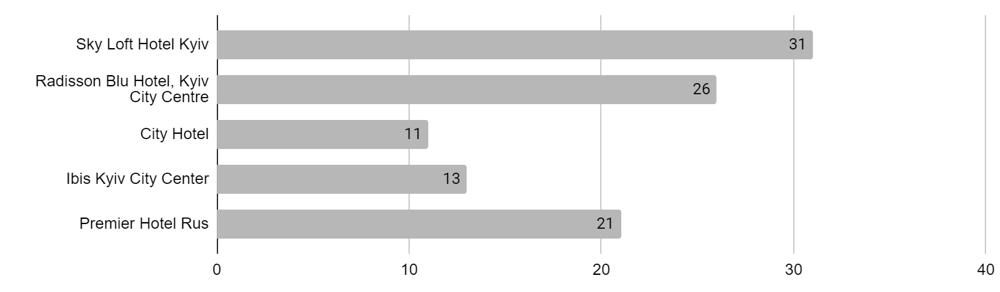 Sky Loft Hotel Kyiv
31
Radisson Blu Hotel, Kyiv
City Centre
26
City Hotel
11
Ibis Kyiv City Center
13
Premier Hotel Rus
21
0 10 20 30 40